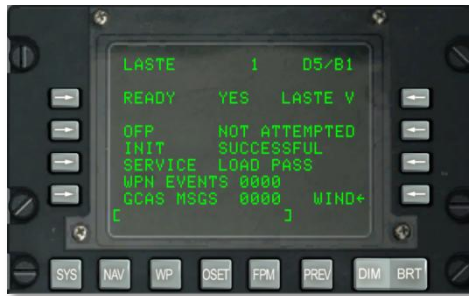 LASTE 1 D5/B1
READY YES LASTE V
OFP NOT ATTEMPTED
INIT SUCCESSFUL
SERVICE LOAD PASS
WPN EVENTS 0000
GCAS MSGS 0000 WIND←
[ ]
SYS NAV WP OSET FPM PREV DIM BRT